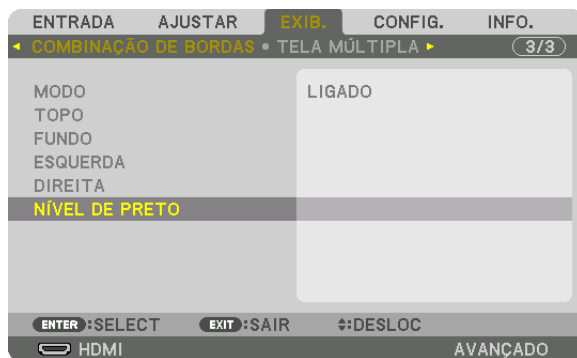 ENTRADA AJUSTAR EXIB. CONFIG. INFO.
COMBINAÇÃO DE BORDAS • TELA MÚLTIPLA 3/3
MODO LIGADO
TOPO
FUNDO
ESQUERDA
DIREITA
NÍVEL DE PRETO
ENTER :SELECT EXIT :SAIR :DESLOC
HDMI AVANÇADO